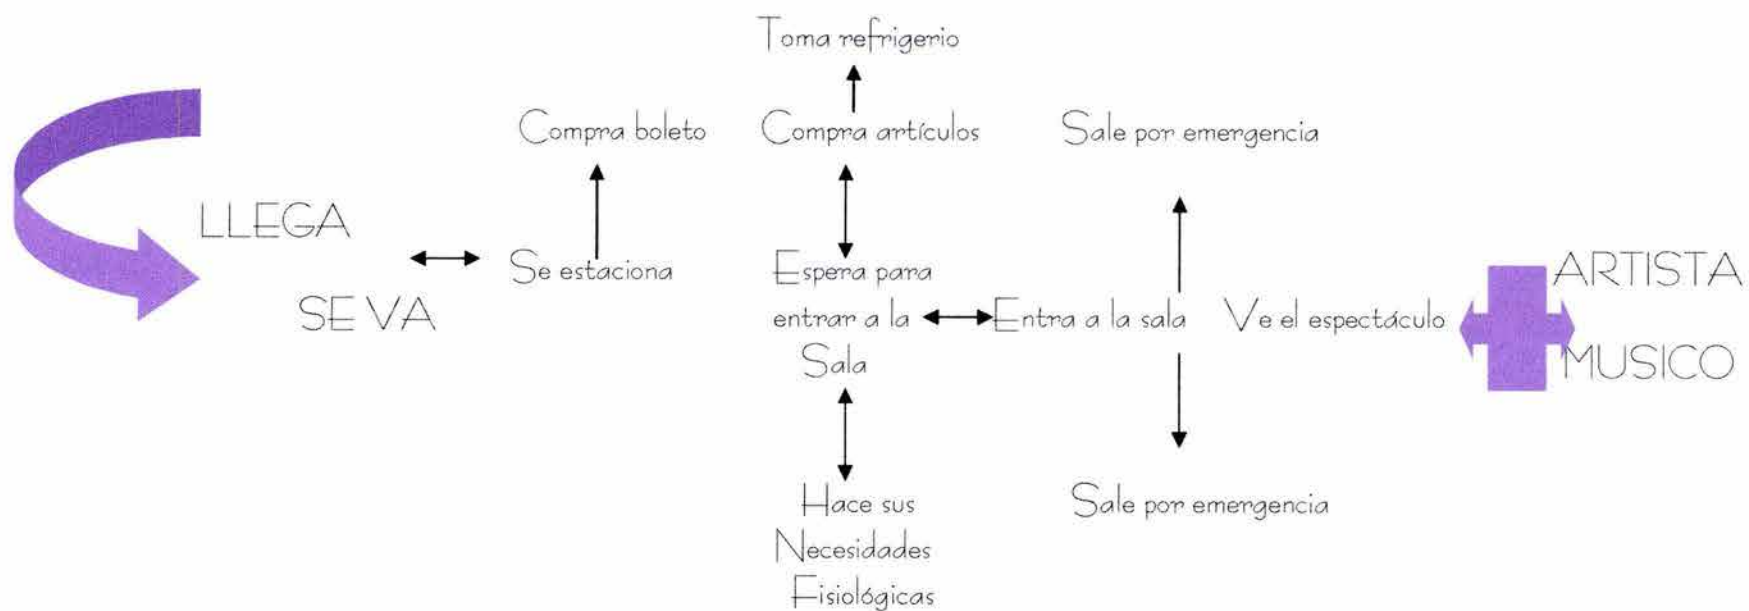 Toma refrigerio
Compra boleto
Compra artículos
Sale por emergencia
LLEGA
SE VA
Se estaciona
Espera para
entrar a la
Sala
Entra a la sala
Ve el espectáculo
ARTISTA
MUSICO
Hace sus
Necesidades
Fisiológicas
Sale por emergencia